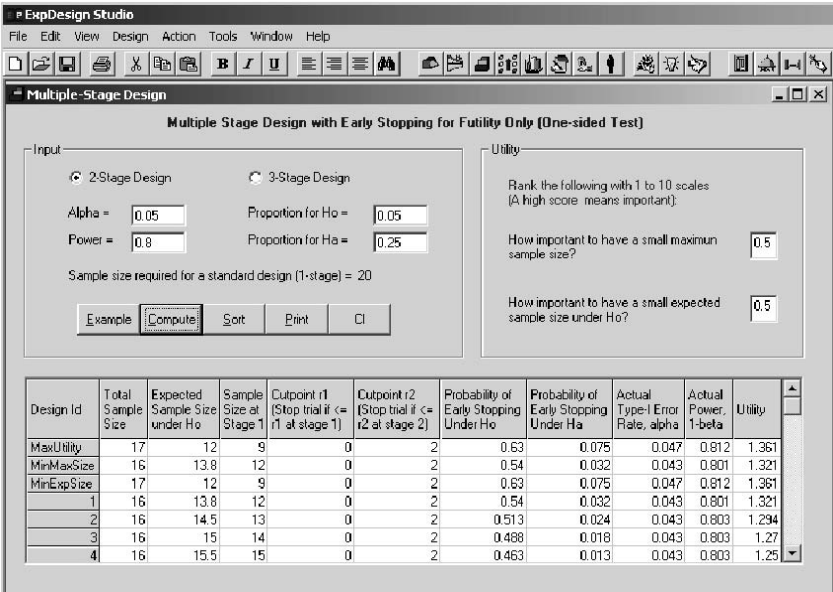 ExpDesign Studio
File Edit View Design Action Tools Window Help
B I U
Multiple-Stage Design
Multiple Stage Design with Early Stopping for Futility Only (One-sided Test)
Input
2-Stage Design 3-Stage Design
Alpha = 0.05 Proportion for Ho = 0.05
Power = 0.8 Proportion for Ha = 0.25
Sample size required for a standard design (1-stage) = 20
Example Compute Sort Print CI
Utility
Rank the following with 1 to 10 scales
(A high score means important):
How important to have a small maximun
sample size? 0.5
How important to have a small expected
sample size under Ho? 0.5
Design Id Total Sample Size Expected Sample Size under Ho Sample Size at Stage 1 Cutpoint r1 (Stop trial if <= r1 at stage 1) Cutpoint r2 (Stop trial if <= r2 at stage 2) Probability of Early Stopping Under Ho Probability of Early Stopping Under Ha Actual Type-I Error Rate, alpha Actual Power, 1-beta Utility
MaxUtility 17 12 9 0 2 0.63 0.075 0.047 0.812 1.361
MinMaxSize 16 13.8 12 0 2 0.54 0.032 0.043 0.801 1.321
MinExpSize 17 12 9 0 2 0.63 0.075 0.047 0.812 1.361
1 16 13.8 12 0 2 0.54 0.032 0.043 0.801 1.321
2 16 14.5 13 0 2 0.513 0.024 0.043 0.803 1.294
3 16 15 14 0 2 0.488 0.018 0.043 0.803 1.27
4 16 15.5 15 0 2 0.463 0.013 0.043 0.803 1.25